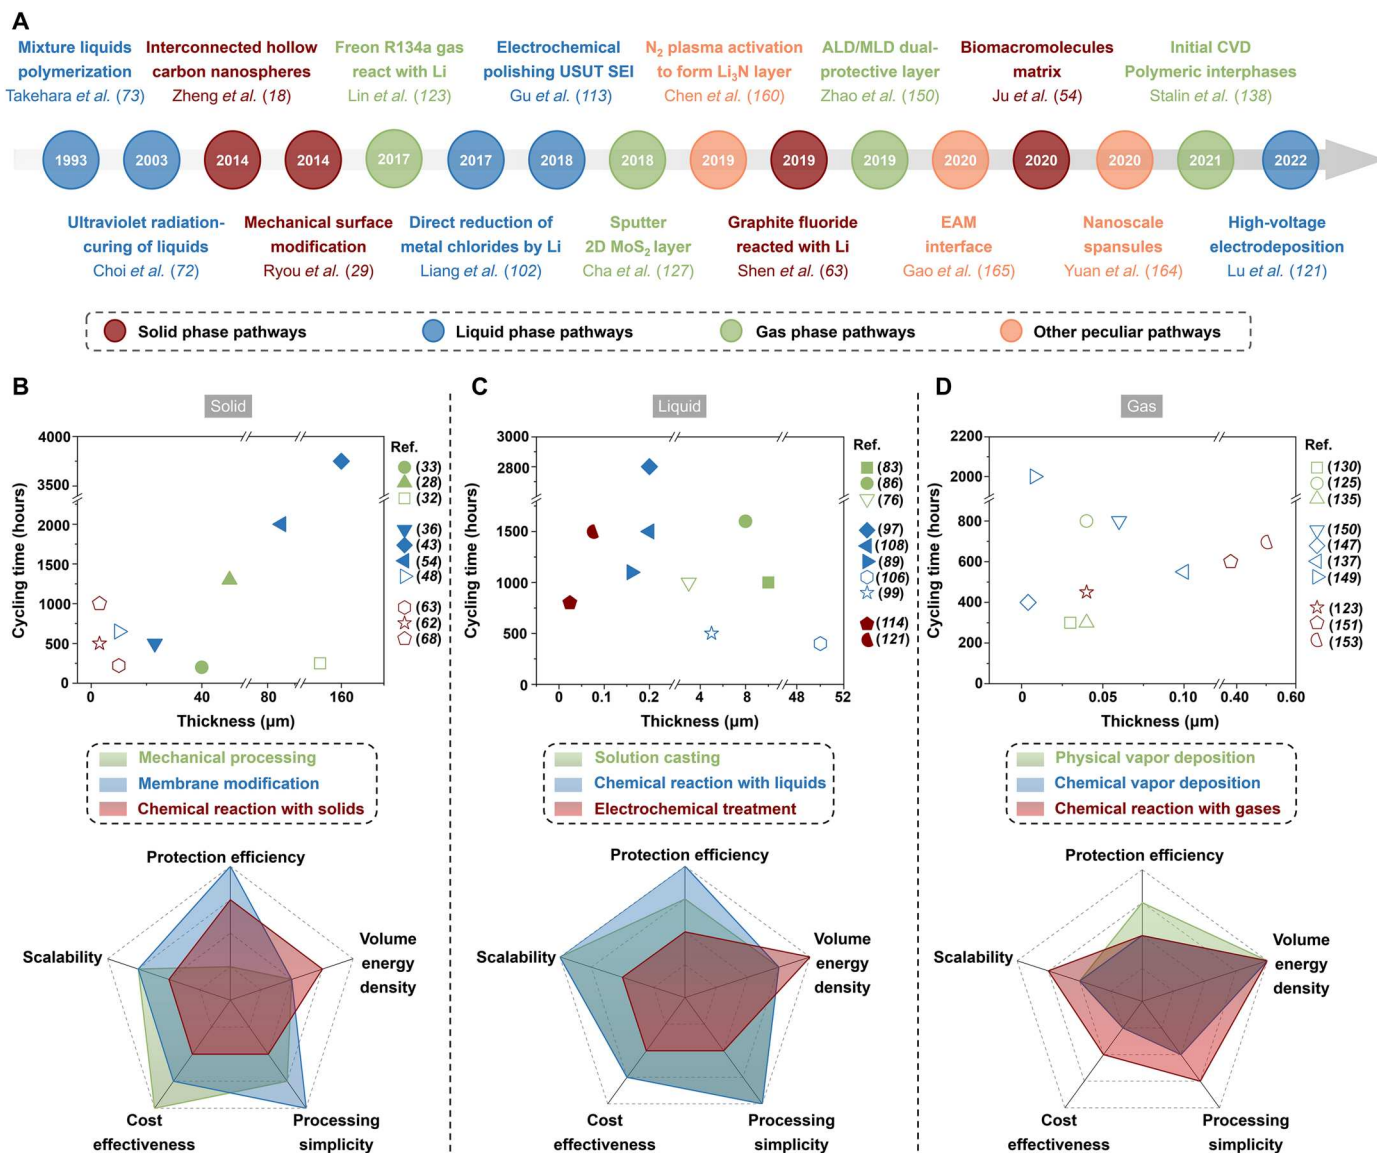 A
Mixture liquids
polymerization
Takehara et al. (73)
Interconnected hollow
carbon nanospheres
Zheng et al. (18)
Freon R134a gas
react with Li
Lin et al. (123)
Electrochemical
polishing USUT SEI
Gu et al. (113)
N2 plasma activation
to form Li3N layer
Chen et al. (160)
ALD/MLD dual-
protective layer
Zhao et al. (150)
Biomacromolecules
matrix
Ju et al. (54)
Initial CVD
Polymeric interphases
Stalin et al. (138)
1993 2003 2014 2014 2017 2017 2018 2018 2019 2019 2019 2020 2020 2020 2021 2022
Ultraviolet radiation-
curing of liquids
Choi et al. (72)
Mechanical surface
modification
Ryou et al. (29)
Direct reduction of
metal chlorides by Li
Liang et al. (102)
Sputter
2D MoS2 layer
Cha et al. (127)
Graphite fluoride
reacted with Li
Shen et al. (63)
EAM
interface
Gao et al. (165)
Nanoscale
spansules
Yuan et al. (164)
High-voltage
electrodeposition
Lu et al. (121)
Solid phase pathways
Liquid phase pathways
Gas phase pathways
Other peculiar pathways
B
Solid
Cycling time (hours)
4000
3500
2000
1500
1000
500
0
0 40 80 160
Thickness (μm)
Ref.
(33)
(28)
(32)
(36)
(43)
(54)
(48)
(63)
(62)
(68)
Mechanical processing
Membrane modification
Chemical reaction with solids
Protection efficiency
Scalability
Volume
energy
density
Cost
effectiveness
Processing
simplicity
C
Liquid
Cycling time (hours)
3000
2800
1500
1000
500
0
0 0.1 0.2 4 8 48 52
Thickness (μm)
Ref.
(83)
(86)
(76)
(97)
(108)
(89)
(106)
(99)
(114)
(121)
Solution casting
Chemical reaction with liquids
Electrochemical treatment
Protection efficiency
Scalability
Volume
energy
density
Cost
effectiveness
Processing
simplicity
D
Gas
Cycling time (hours)
2200
2000
800
600
400
200
0
0 0.05 0.10 0.40 0.60
Thickness (μm)
Ref.
(130)
(125)
(135)
(150)
(147)
(137)
(149)
(123)
(151)
(153)
Physical vapor deposition
Chemical vapor deposition
Chemical reaction with gases
Protection efficiency
Scalability
Volume
energy
density
Cost
effectiveness
Processing
simplicity